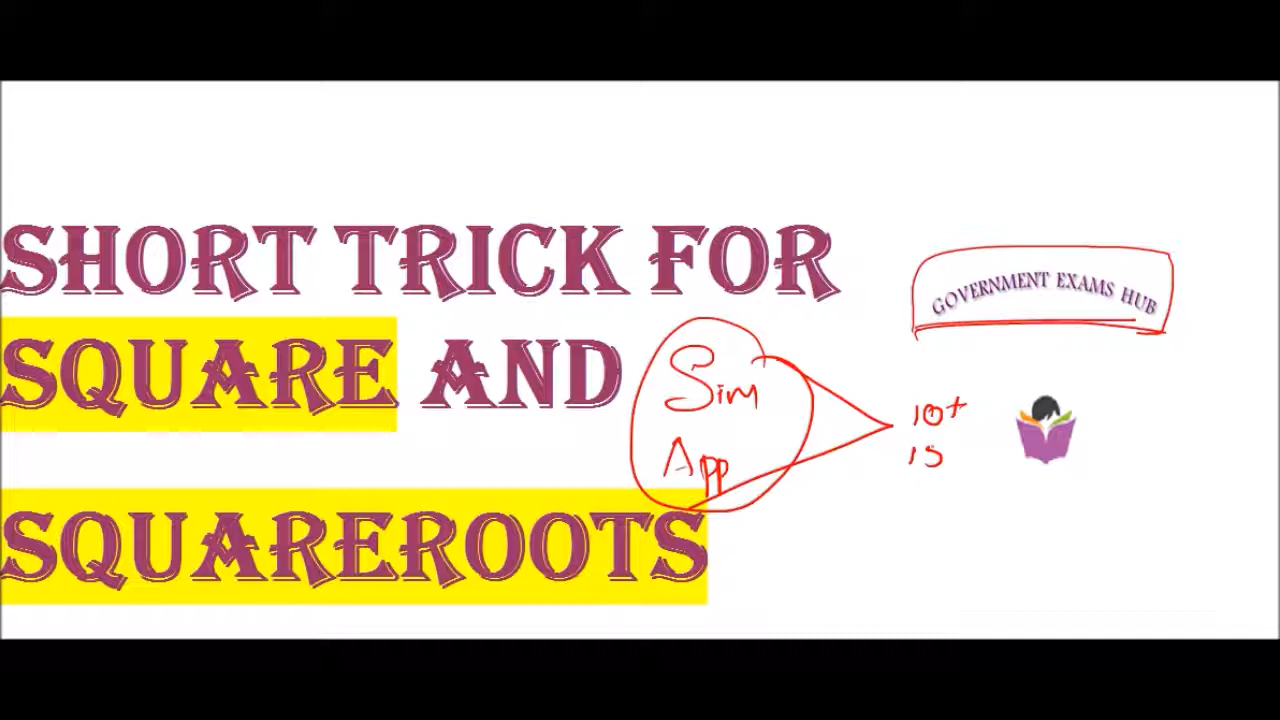 SHORT TRICK FOR
SQUARE AND
SQUAREROOTS
Sim
App
10+
15
GOVERNMENT EXAMS HUB